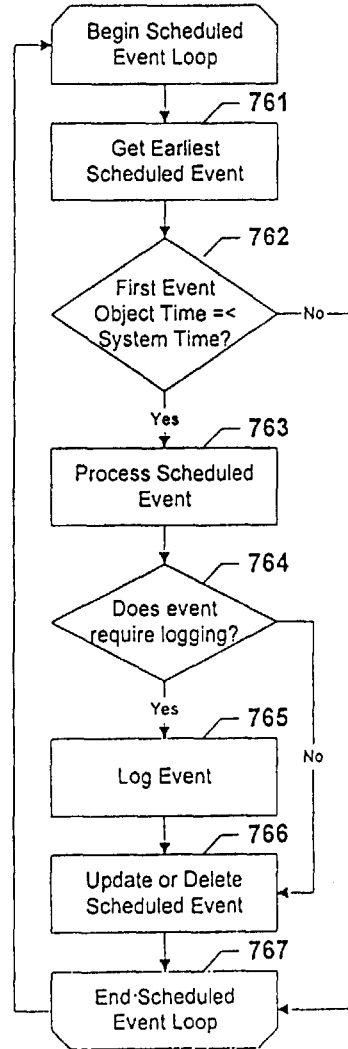 Begin Scheduled
Event Loop
761
Get Earliest
Scheduled Event
762
First Event
Object Time =<
System Time?
No
Yes
763
Process Scheduled
Event
764
Does event
require logging?
Yes
765
No
Log Event
766
Update or Delete
Scheduled Event
767
End Scheduled
Event Loop